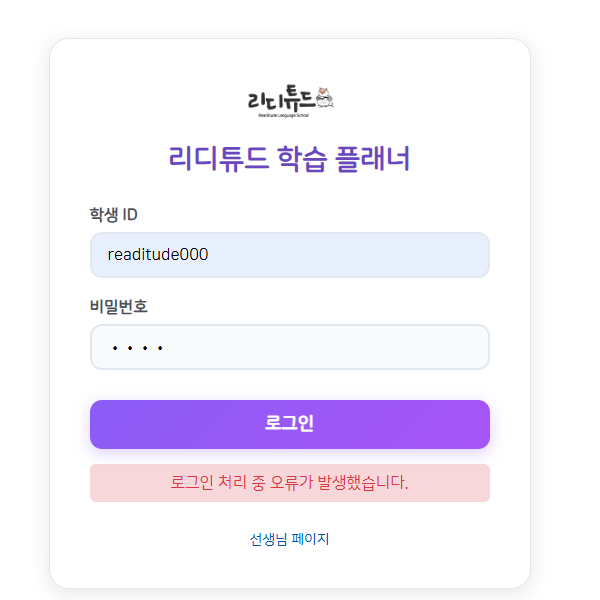 리디튜드
Readitude Language School
리디튜드 학습 플래너
학생 ID
readitude000
비밀번호
로그인
로그인 처리 중 오류가 발생했습니다.
선생님 페이지